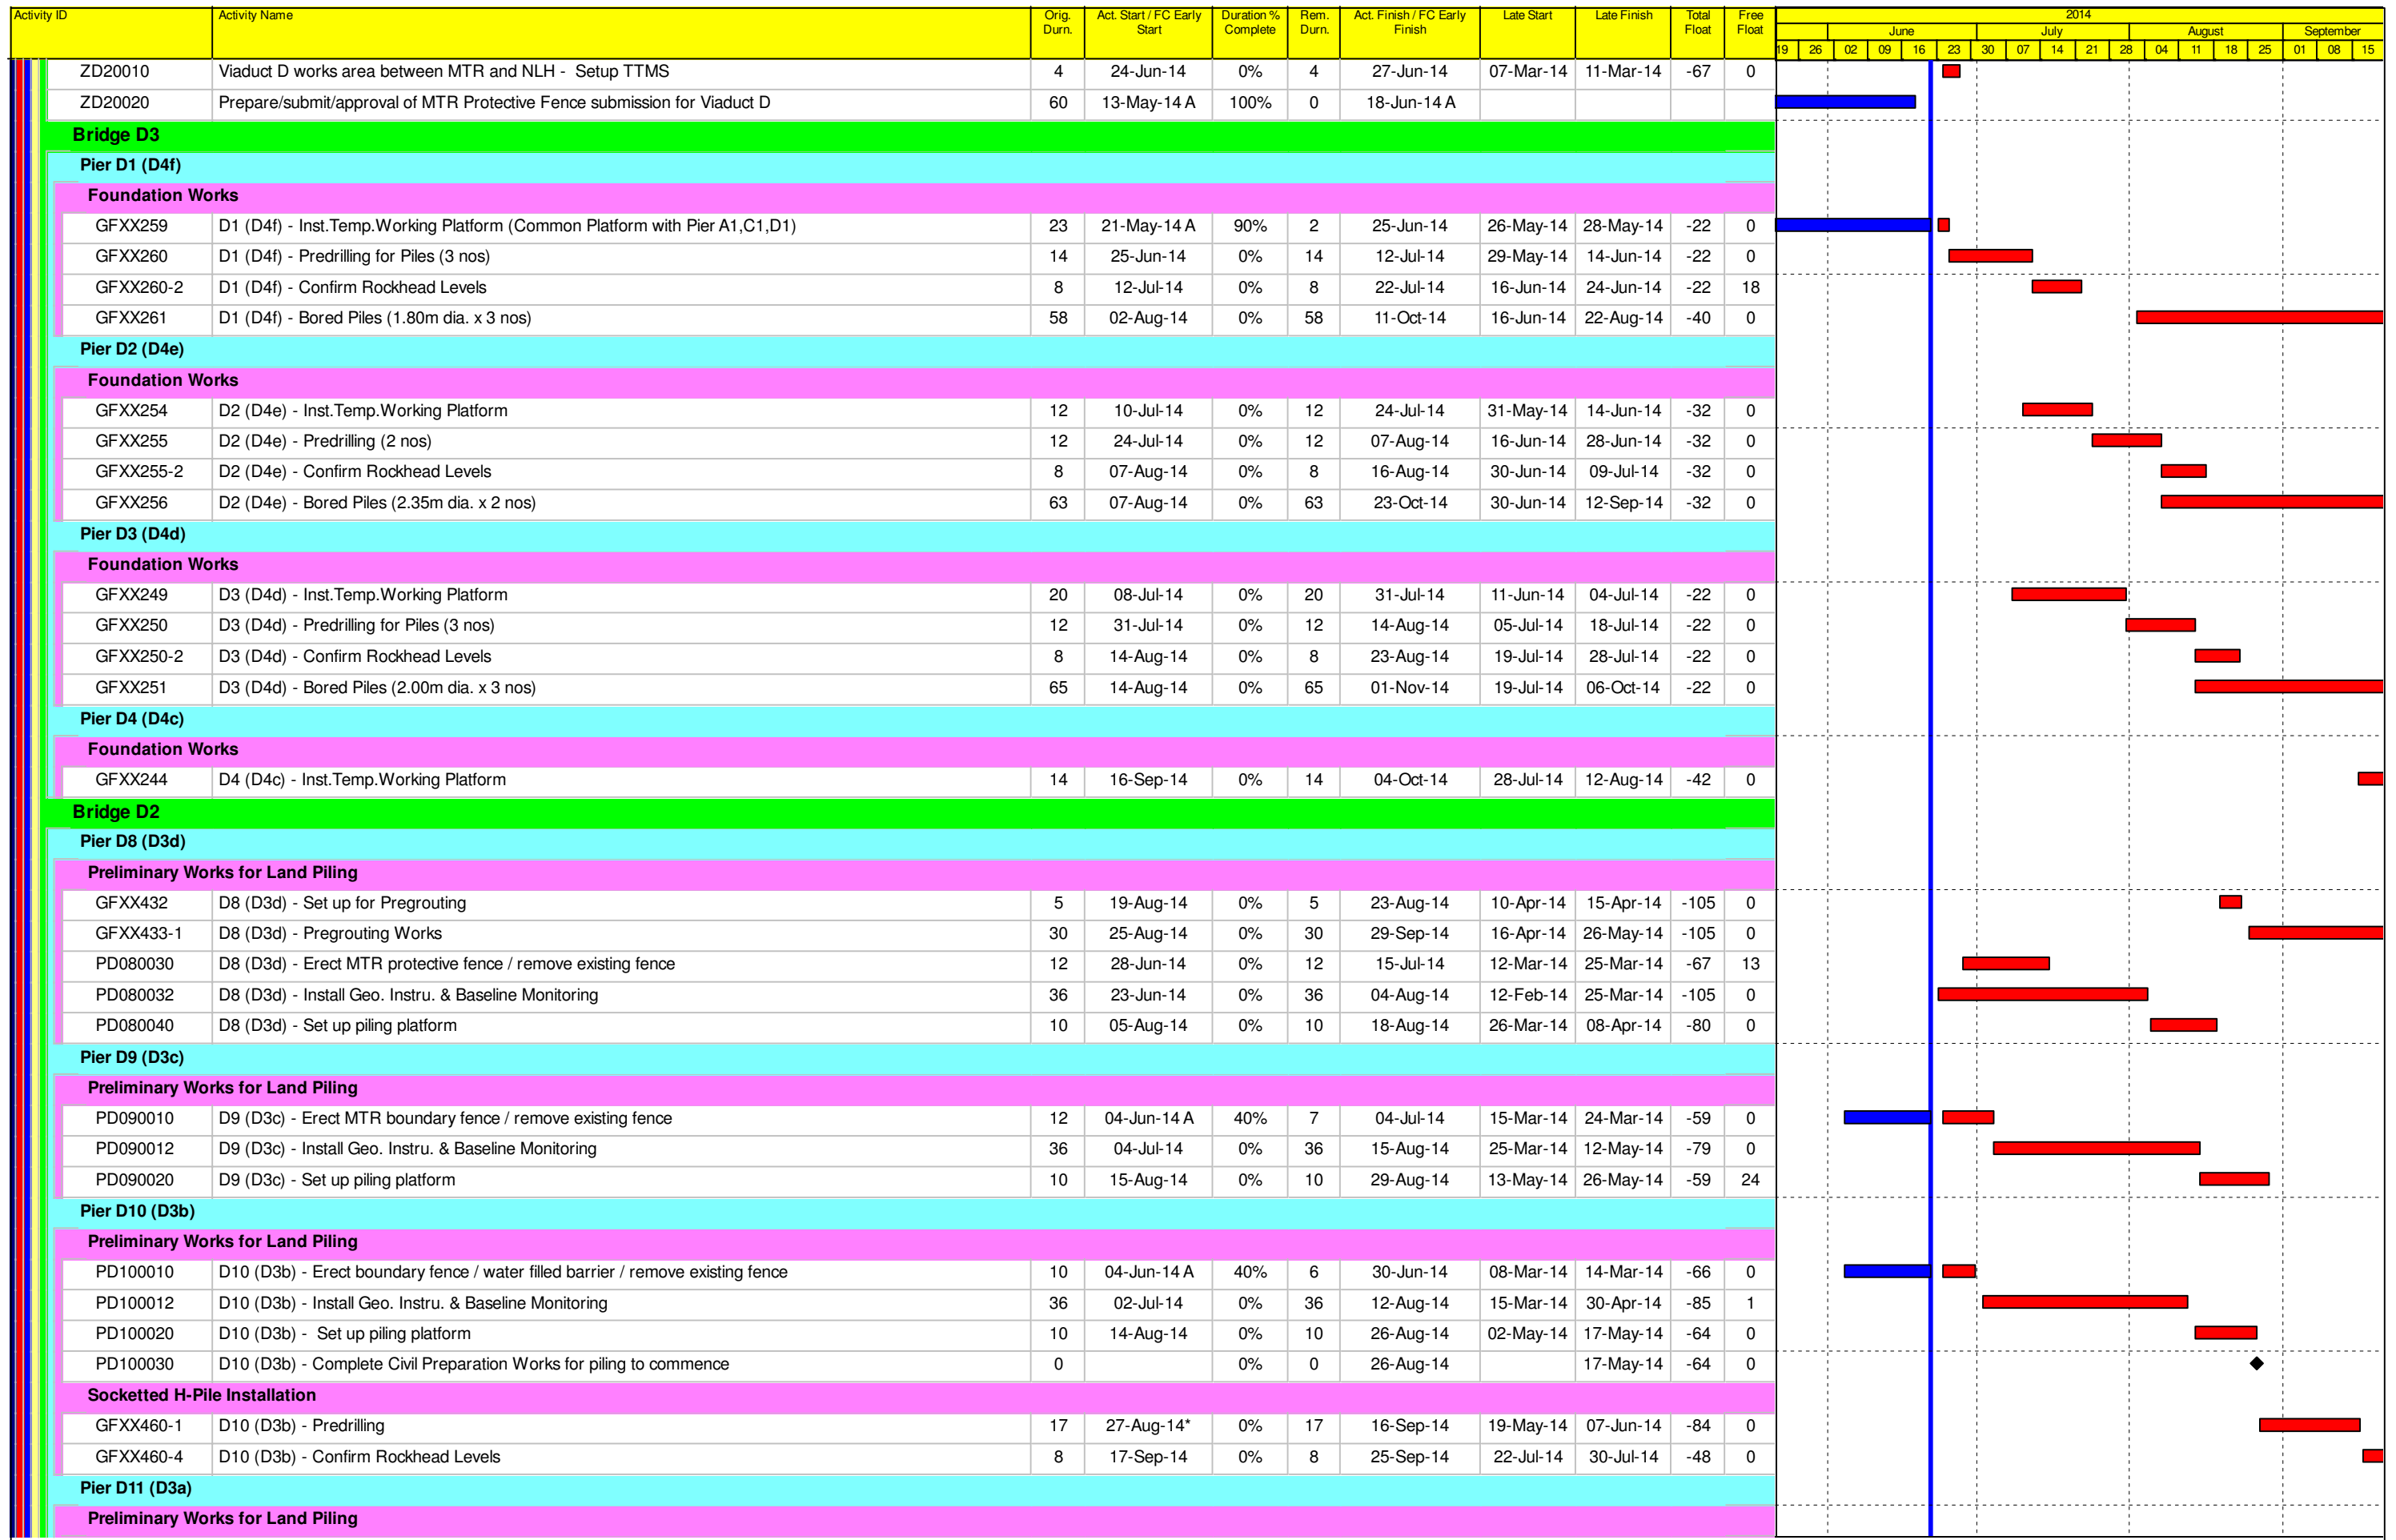 Activity ID Activity Name Orig. Durn. Act. Start / FC Early Start Duration % Complete Rem. Durn. Act. Finish / FC Early Finish Late Start Late Finish Total Float Free Float 2014
June July August September
19 26 02 09 16 23 30 07 14 21 28 04 11 18 25 01 08 15
ZD20010 Viaduct D works area between MTR and NLH - Setup TTMS 4 24-Jun-14 0% 4 27-Jun-14 07-Mar-14 11-Mar-14 -67 0
ZD20020 Prepare/submit/approval of MTR Protective Fence submission for Viaduct D 60 13-May-14 A 100% 0 18-Jun-14 A
Bridge D3
Pier D1 (D4f)
Foundation Works
GFXX259 D1 (D4f) - Inst.Temp.Working Platform (Common Platform with Pier A1,C1,D1) 23 21-May-14 A 90% 2 25-Jun-14 26-May-14 28-May-14 -22 0
GFXX260 D1 (D4f) - Predrilling for Piles (3 nos) 14 25-Jun-14 0% 14 12-Jul-14 29-May-14 14-Jun-14 -22 0
GFXX260-2 D1 (D4f) - Confirm Rockhead Levels 8 12-Jul-14 0% 8 22-Jul-14 16-Jun-14 24-Jun-14 -22 18
GFXX261 D1 (D4f) - Bored Piles (1.80m dia. x 3 nos) 58 02-Aug-14 0% 58 11-Oct-14 16-Jun-14 22-Aug-14 -40 0
Pier D2 (D4e)
Foundation Works
GFXX254 D2 (D4e) - Inst.Temp.Working Platform 12 10-Jul-14 0% 12 24-Jul-14 31-May-14 14-Jun-14 -32 0
GFXX255 D2 (D4e) - Predrilling (2 nos) 12 24-Jul-14 0% 12 07-Aug-14 16-Jun-14 28-Jun-14 -32 0
GFXX255-2 D2 (D4e) - Confirm Rockhead Levels 8 07-Aug-14 0% 8 16-Aug-14 30-Jun-14 09-Jul-14 -32 0
GFXX256 D2 (D4e) - Bored Piles (2.35m dia. x 2 nos) 63 07-Aug-14 0% 63 23-Oct-14 30-Jun-14 12-Sep-14 -32 0
Pier D3 (D4d)
Foundation Works
GFXX249 D3 (D4d) - Inst.Temp.Working Platform 20 08-Jul-14 0% 20 31-Jul-14 11-Jun-14 04-Jul-14 -22 0
GFXX250 D3 (D4d) - Predrilling for Piles (3 nos) 12 31-Jul-14 0% 12 14-Aug-14 05-Jul-14 18-Jul-14 -22 0
GFXX250-2 D3 (D4d) - Confirm Rockhead Levels 8 14-Aug-14 0% 8 23-Aug-14 19-Jul-14 28-Jul-14 -22 0
GFXX251 D3 (D4d) - Bored Piles (2.00m dia. x 3 nos) 65 14-Aug-14 0% 65 01-Nov-14 19-Jul-14 06-Oct-14 -22 0
Pier D4 (D4c)
Foundation Works
GFXX244 D4 (D4c) - Inst.Temp.Working Platform 14 16-Sep-14 0% 14 04-Oct-14 28-Jul-14 12-Aug-14 -42 0
Bridge D2
Pier D8 (D3d)
Preliminary Works for Land Piling
GFXX432 D8 (D3d) - Set up for Pregrouting 5 19-Aug-14 0% 5 23-Aug-14 10-Apr-14 15-Apr-14 -105 0
GFXX433-1 D8 (D3d) - Pregrouting Works 30 25-Aug-14 0% 30 29-Sep-14 16-Apr-14 26-May-14 -105 0
PD080030 D8 (D3d) - Erect MTR protective fence / remove existing fence 12 28-Jun-14 0% 12 15-Jul-14 12-Mar-14 25-Mar-14 -67 13
PD080032 D8 (D3d) - Install Geo. Instru. & Baseline Monitoring 36 23-Jun-14 0% 36 04-Aug-14 12-Feb-14 25-Mar-14 -105 0
PD080040 D8 (D3d) - Set up piling platform 10 05-Aug-14 0% 10 18-Aug-14 26-Mar-14 08-Apr-14 -80 0
Pier D9 (D3c)
Preliminary Works for Land Piling
PD090010 D9 (D3c) - Erect MTR boundary fence / remove existing fence 12 04-Jun-14 A 40% 7 04-Jul-14 15-Mar-14 24-Mar-14 -59 0
PD090012 D9 (D3c) - Install Geo. Instru. & Baseline Monitoring 36 04-Jul-14 0% 36 15-Aug-14 25-Mar-14 12-May-14 -79 0
PD090020 D9 (D3c) - Set up piling platform 10 15-Aug-14 0% 10 29-Aug-14 13-May-14 26-May-14 -59 24
Pier D10 (D3b)
Preliminary Works for Land Piling
PD100010 D10 (D3b) - Erect boundary fence / water filled barrier / remove existing fence 10 04-Jun-14 A 40% 6 30-Jun-14 08-Mar-14 14-Mar-14 -66 0
PD100012 D10 (D3b) - Install Geo. Instru. & Baseline Monitoring 36 02-Jul-14 0% 36 12-Aug-14 15-Mar-14 30-Apr-14 -85 1
PD100020 D10 (D3b) - Set up piling platform 10 14-Aug-14 0% 10 26-Aug-14 02-May-14 17-May-14 -64 0
PD100030 D10 (D3b) - Complete Civil Preparation Works for piling to commence 0 0% 0 26-Aug-14 17-May-14 -64 0
Socketted H-Pile Installation
GFXX460-1 D10 (D3b) - Predrilling 17 27-Aug-14* 0% 17 16-Sep-14 19-May-14 07-Jun-14 -84 0
GFXX460-4 D10 (D3b) - Confirm Rockhead Levels 8 17-Sep-14 0% 8 25-Sep-14 22-Jul-14 30-Jul-14 -48 0
Pier D11 (D3a)
Preliminary Works for Land Piling